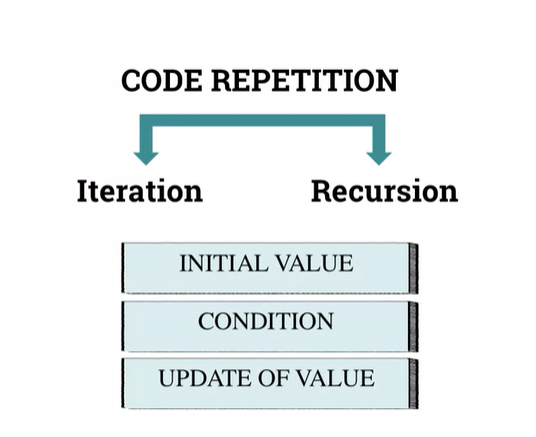 CODE REPETITION
Iteration Recursion
INITIAL VALUE
CONDITION
UPDATE OF VALUE